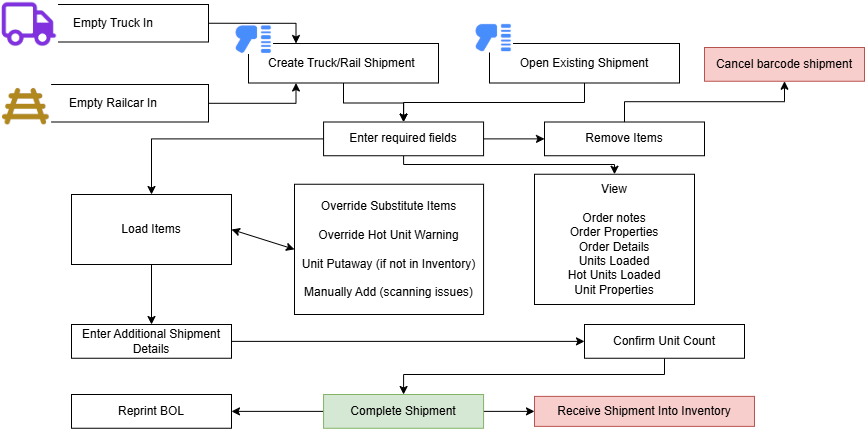 Empty Truck In
Create Truck/Rail Shipment
Open Existing Shipment
Cancel barcode shipment
Empty Railcar In
Enter required fields
Remove Items
Load Items
Override Substitute Items
Override Hot Unit Warning
Unit Putaway (if not in Inventory)
Manually Add (scanning issues)
View
Order notes
Order Properties
Order Details
Units Loaded
Hot Units Loaded
Unit Properties
Enter Additional Shipment
Details
Confirm Unit Count
Reprint BOL
Complete Shipment
Receive Shipment Into Inventory